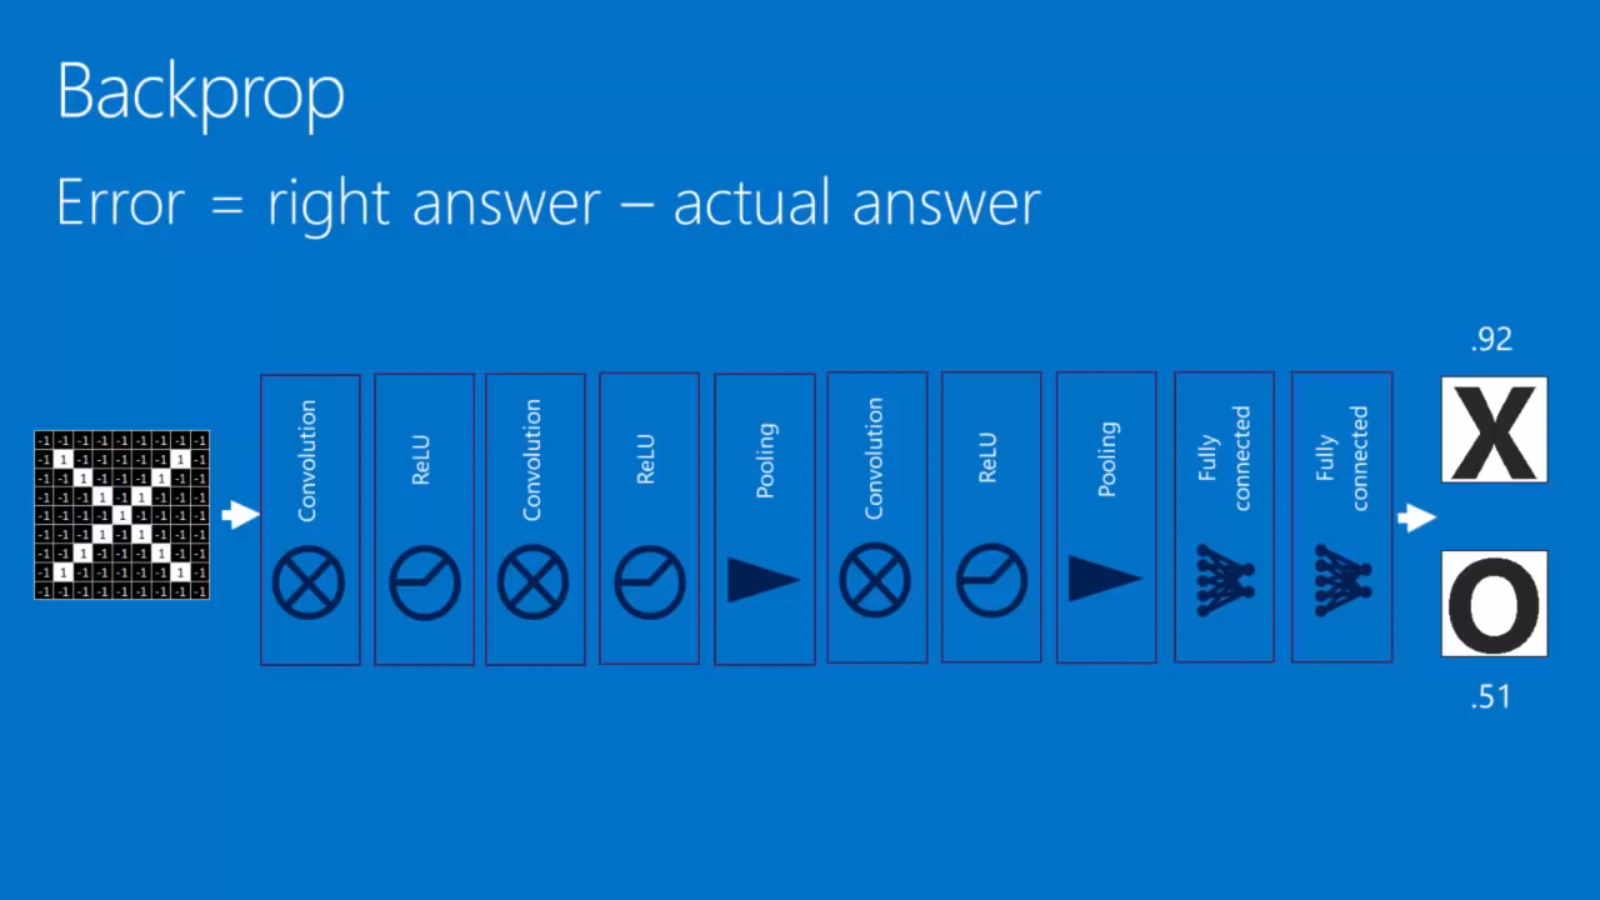 Backprop
Error = right answer – actual answer
.92
-1 -1 -1 -1 -1 -1 -1 -1 -1
-1 1 -1 -1 -1 -1 -1 1 -1
-1 -1 1 -1 -1 -1 1 -1 -1
-1 -1 -1 1 -1 1 -1 -1 -1
-1 -1 -1 -1 1 -1 -1 -1 -1
-1 -1 -1 1 -1 1 -1 -1 -1
-1 -1 1 -1 -1 -1 1 -1 -1
-1 1 -1 -1 -1 -1 -1 1 -1
-1 -1 -1 -1 -1 -1 -1 -1 -1
Convolution
ReLU
Convolution
ReLU
Pooling
Convolution
ReLU
Pooling
Fully
connected
Fully
connected
X
O
.51